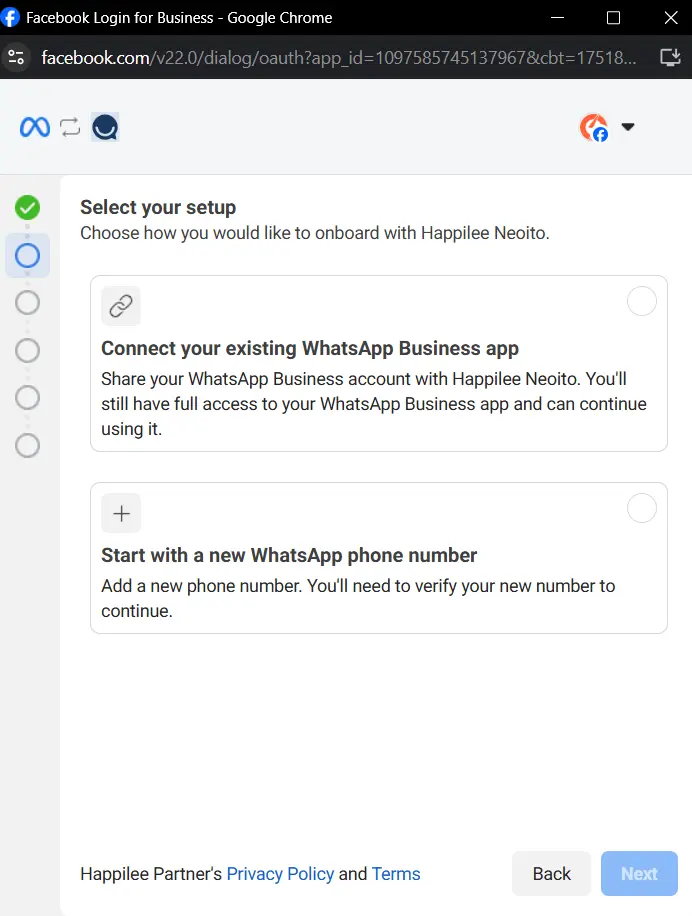 Facebook Login for Business - Google Chrome
facebook.com/v22.0/dialog/oauth?app_id=1097585745137967&cbt=17518...
Select your setup
Choose how you would like to onboard with Happilee Neoito.
Connect your existing WhatsApp Business app
Share your WhatsApp Business account with Happilee Neoito. You'll
still have full access to your WhatsApp Business app and can continue
using it.
Start with a new WhatsApp phone number
Add a new phone number. You'll need to verify your new number to
continue.
Happilee Partner's Privacy Policy and Terms
Back
Next